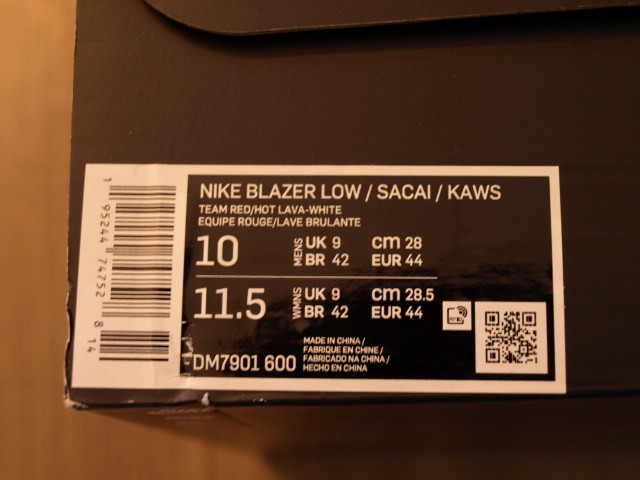 NIKE BLAZER LOW / SACAI / KAWS
TEAM RED/HOT LAVA-WHITE
EQUIPE ROUGE/LAVE BRULANTE
10 MENS UK 9 cm 28
BR 42 EUR 44
11.5 WMNS UK 9 cm 28.5
BR 42 EUR 44
DM7901 600
MADE IN CHINA /
FABRIQUE EN CHINE /
FABRICADO NA CHINA /
HECHO EN CHINA
1 95244 74752 8 14